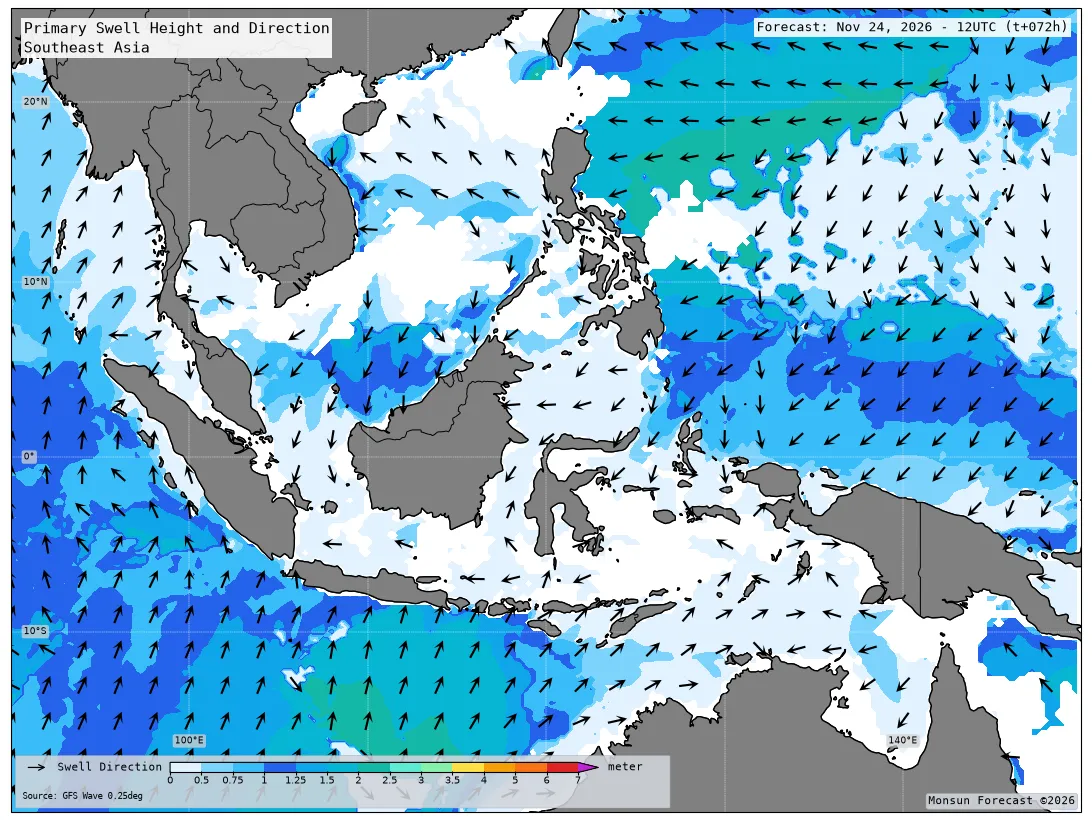 Primary Swell Height and Direction
Southeast Asia
Forecast: Nov 24, 2026 - 12UTC (t+072h)
20°N
10°N
0°
10°S
100°E
140°E
Swell Direction
0 0.5 0.75 1 1.25 1.5 2 2.5 3 3.5 4 5 6 7
meter
Source: GFS Wave 0.25deg
Monsun Forecast ©2026